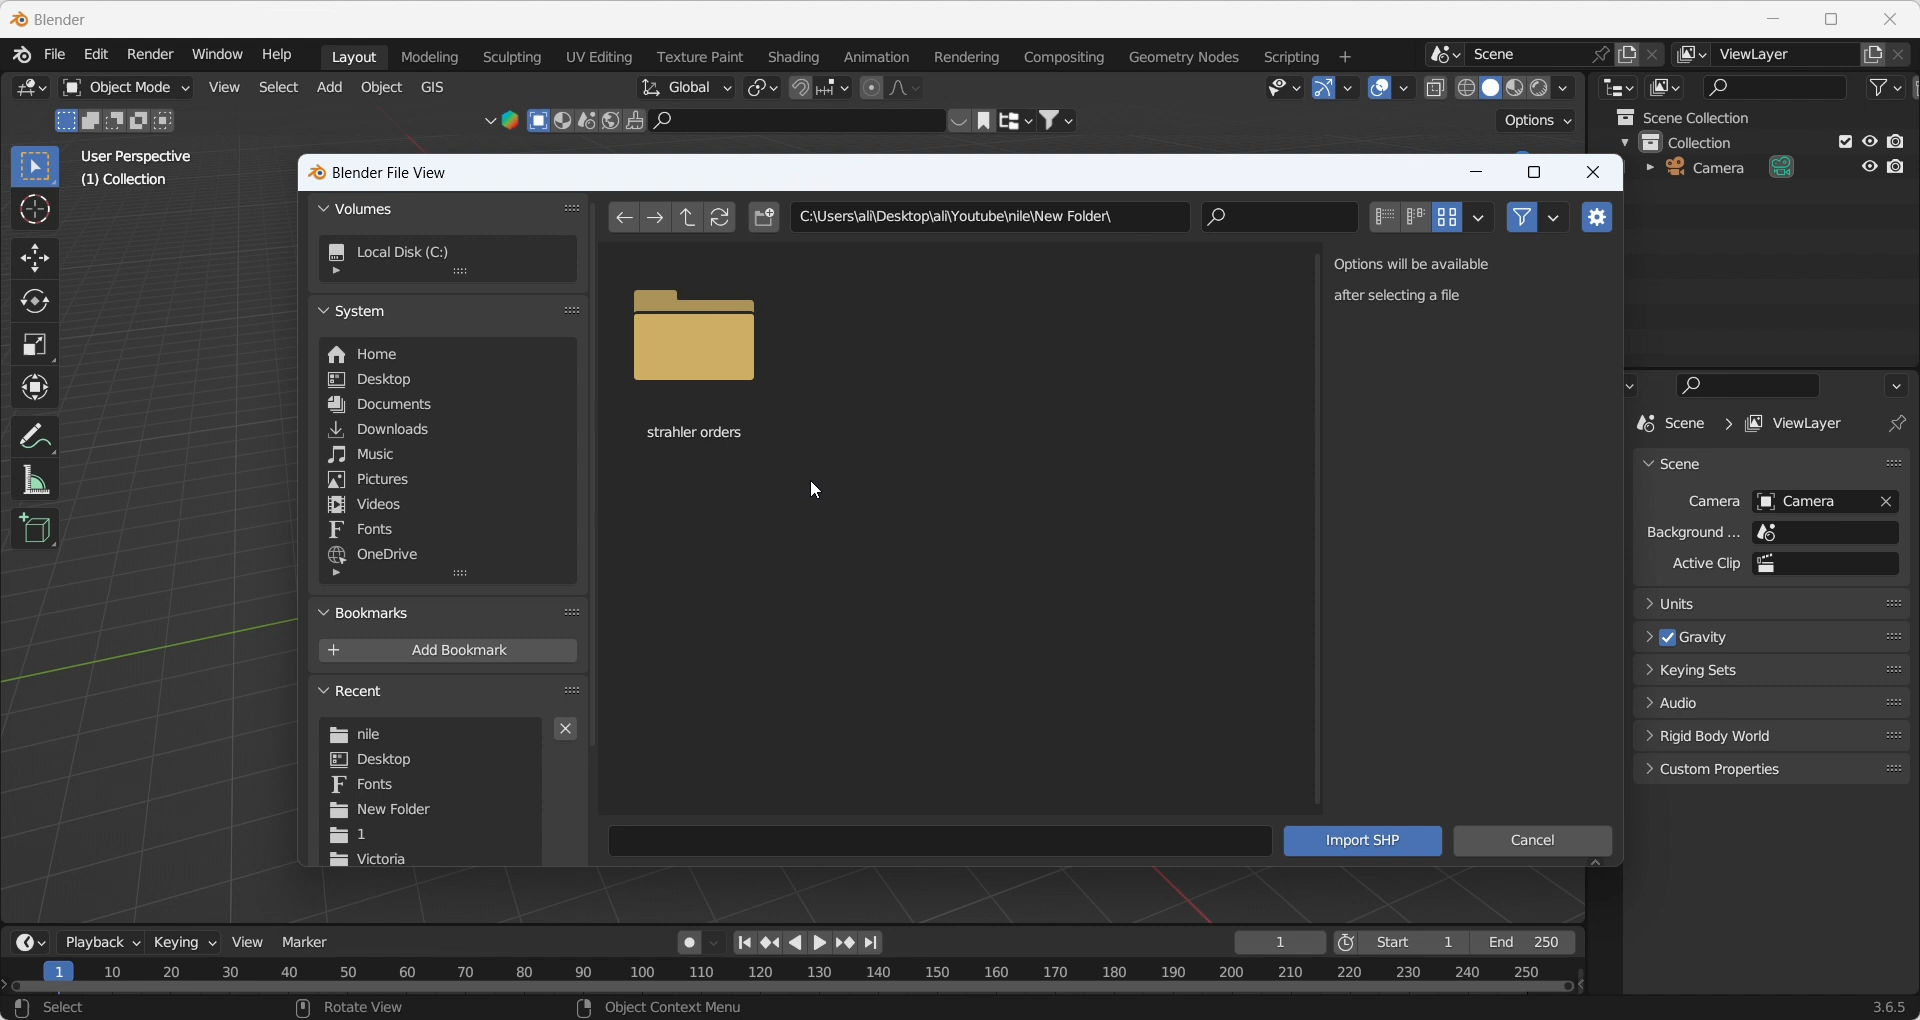 Blender
File Edit Render Window Help Layout Modeling Sculpting UV Editing Texture Paint Shading Animation Rendering Compositing Geometry Nodes Scripting + Scene ViewLayer
Object Mode View Select Add Object GIS Global
Options
Scene Collection
Collection
Camera
User Perspective
(1) Collection
Blender File View
Volumes
Local Disk (C:)
System
Home
Desktop
Documents
Downloads
Music
Pictures
Videos
Fonts
OneDrive
Bookmarks
Add Bookmark
Recent
nile
Desktop
Fonts
New Folder
1
Victoria
C:\Users\ali\Desktop\ali\Youtube\nile\New Folder\
strahler orders
Options will be available
after selecting a file
Import SHP Cancel
Scene ViewLayer
Scene
Camera Camera
Background ...
Active Clip
Units
Gravity
Keying Sets
Audio
Rigid Body World
Custom Properties
Playback Keying View Marker 1 Start 1 End 250
1 10 20 30 40 50 60 70 80 90 100 110 120 130 140 150 160 170 180 190 200 210 220 230 240 250
Select Rotate View Object Context Menu 3.6.5